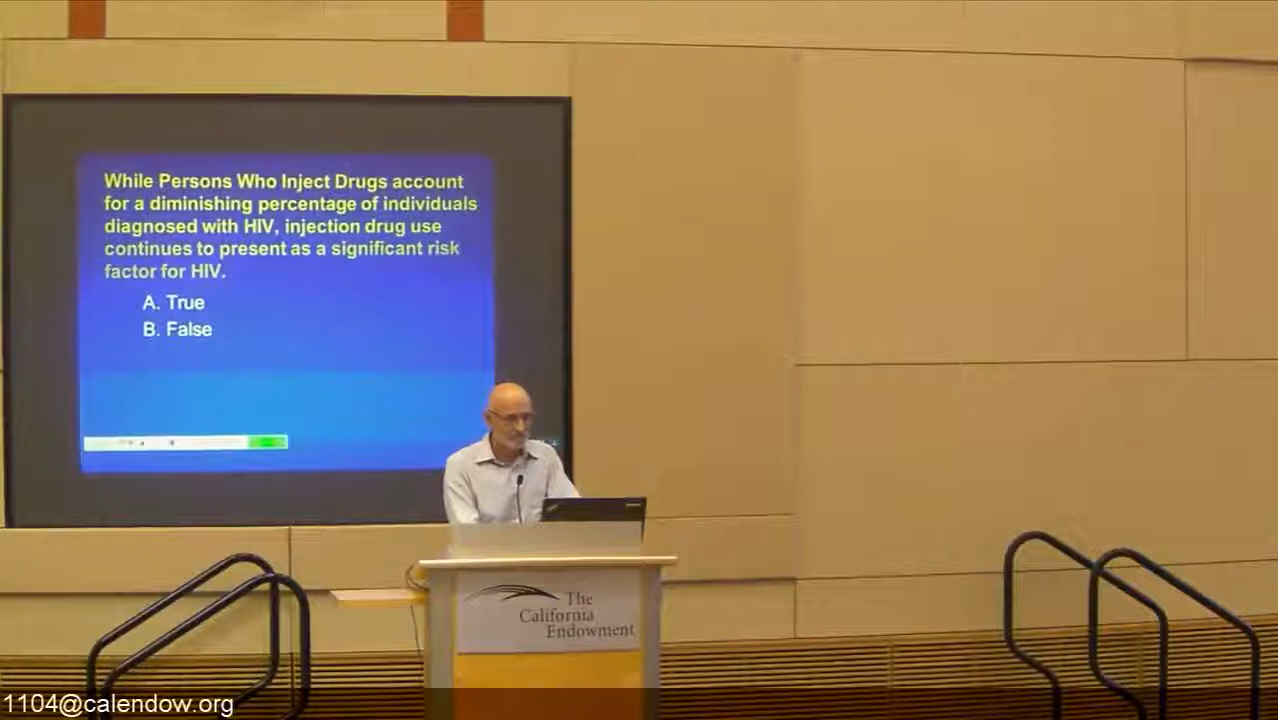 While Persons Who Inject Drugs account
for a diminishing percentage of individuals
diagnosed with HIV, injection drug use
continues to present as a significant risk
factor for HIV.
A. True
B. False
The
California
Endowment
1104@calendow.org